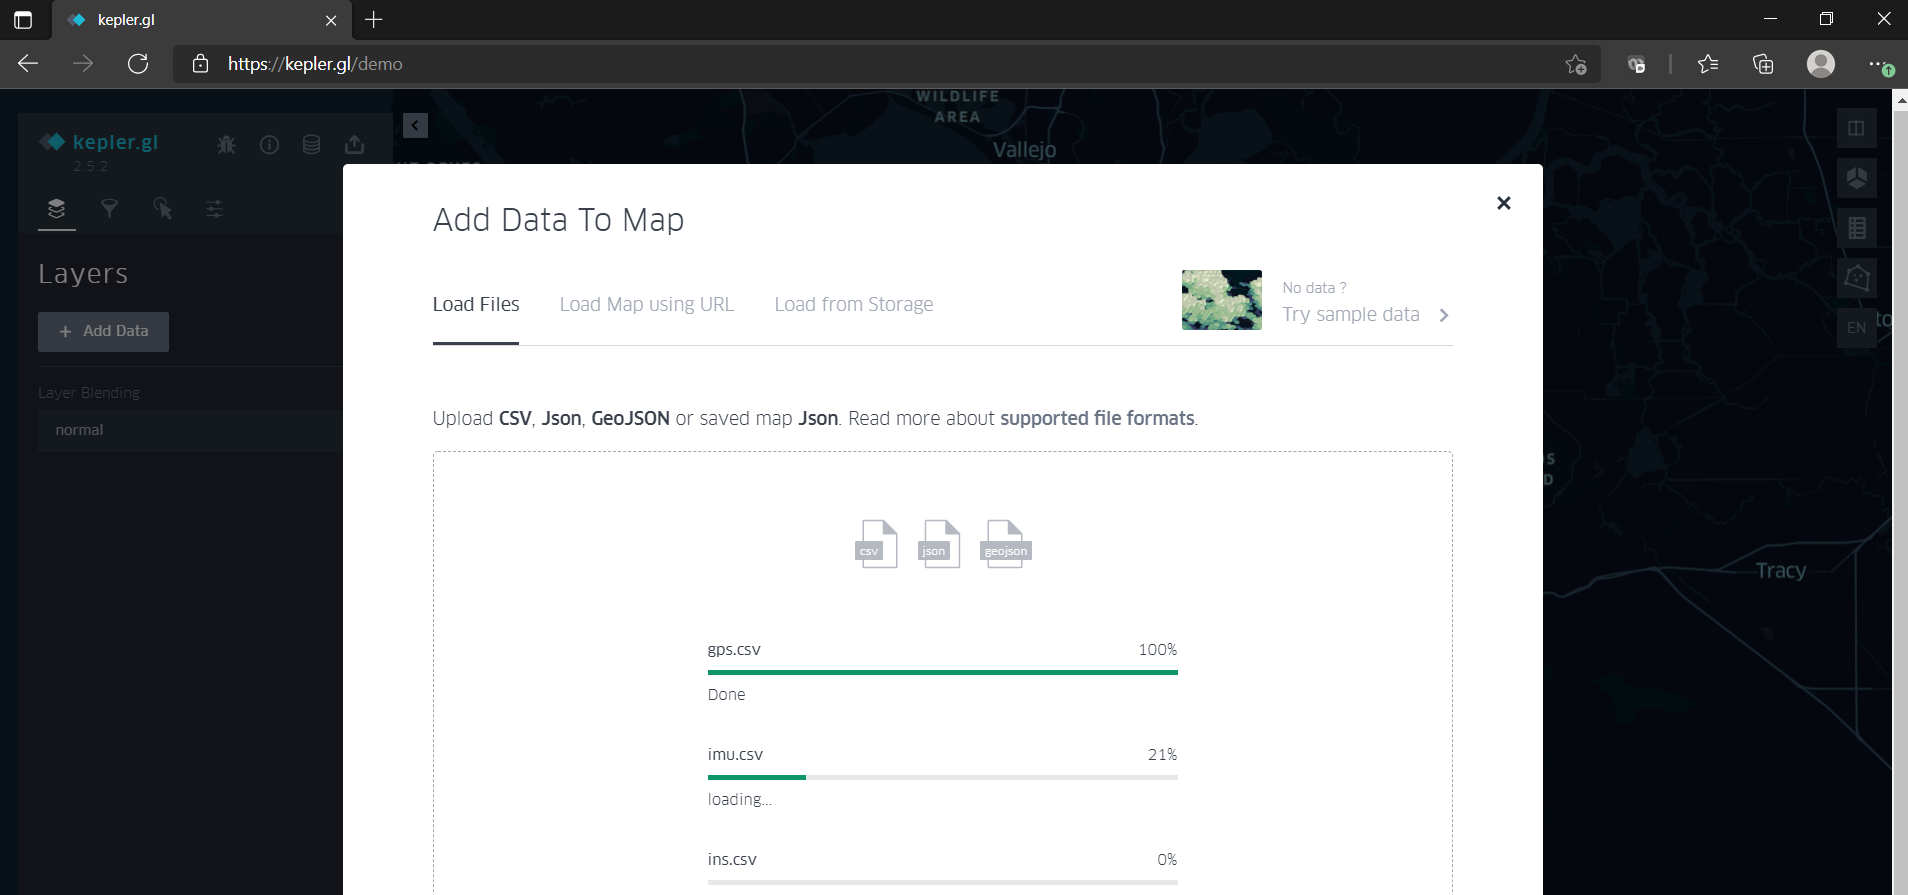 kepler.gl
https://kepler.gl/demo
WILDLIFE
AREA
Vallejo
kepler.gl
2.5.2
Add Data To Map
Layers
Load Files
Load Map using URL
Load from Storage
No data ?
Try sample data
+ Add Data
EN
to
Layer Blending
normal
Upload CSV, Json, GeoJSON or saved map Json. Read more about supported file formats.
S
D
csv
json
geojson
Tracy
gps.csv
100%
Done
imu.csv
21%
loading...
ins.csv
0%